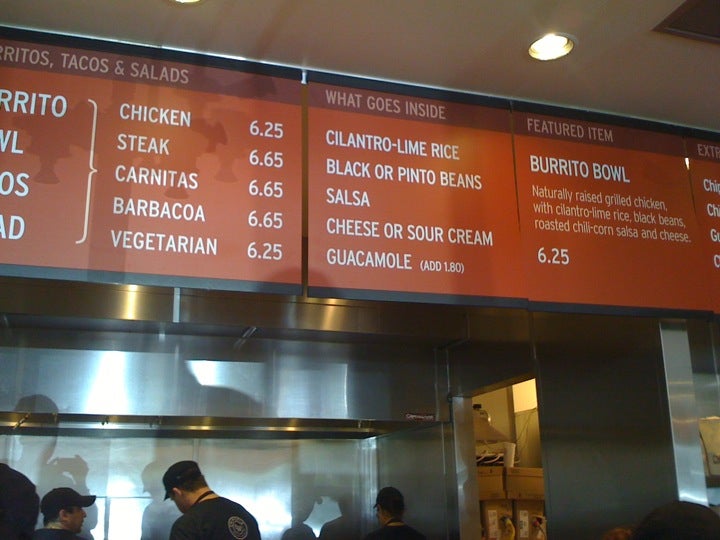 RRITOS, TACOS & SALADS
RRITO
WL
OS
AD
CHICKEN 6.25
STEAK 6.65
CARNITAS 6.65
BARBACOA 6.65
VEGETARIAN 6.25
WHAT GOES INSIDE
CILANTRO-LIME RICE
BLACK OR PINTO BEANS
SALSA
CHEESE OR SOUR CREAM
GUACAMOLE (ADD 1.80)
FEATURED ITEM
BURRITO BOWL
Naturally raised grilled chicken,
with cilantro-lime rice, black beans,
roasted chili-corn salsa and cheese.
6.25
EXTR
Chi
Chi
G